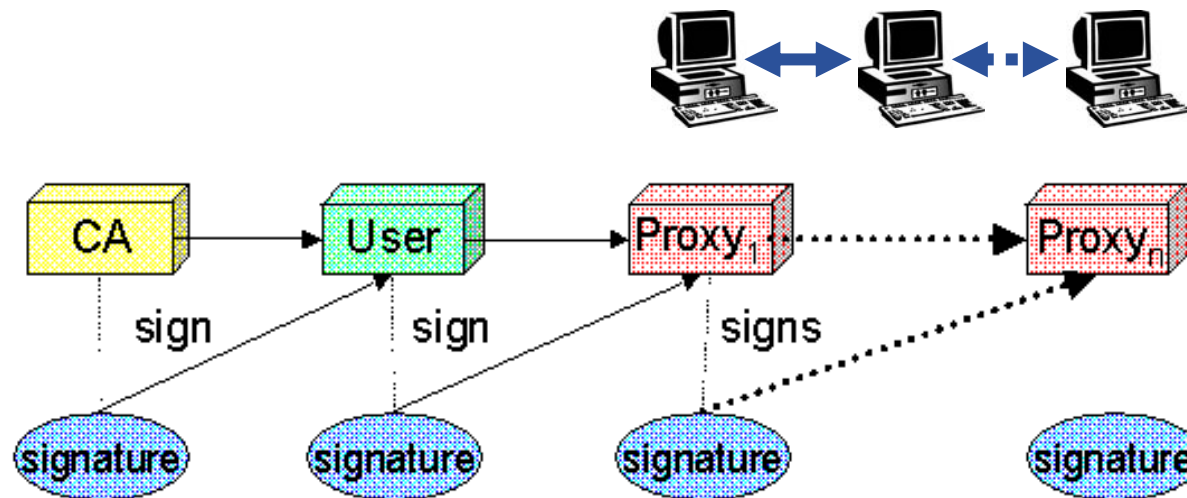 CA
User
Proxy₁
Proxyₙ
sign
sign
signs
signature
signature
signature
signature